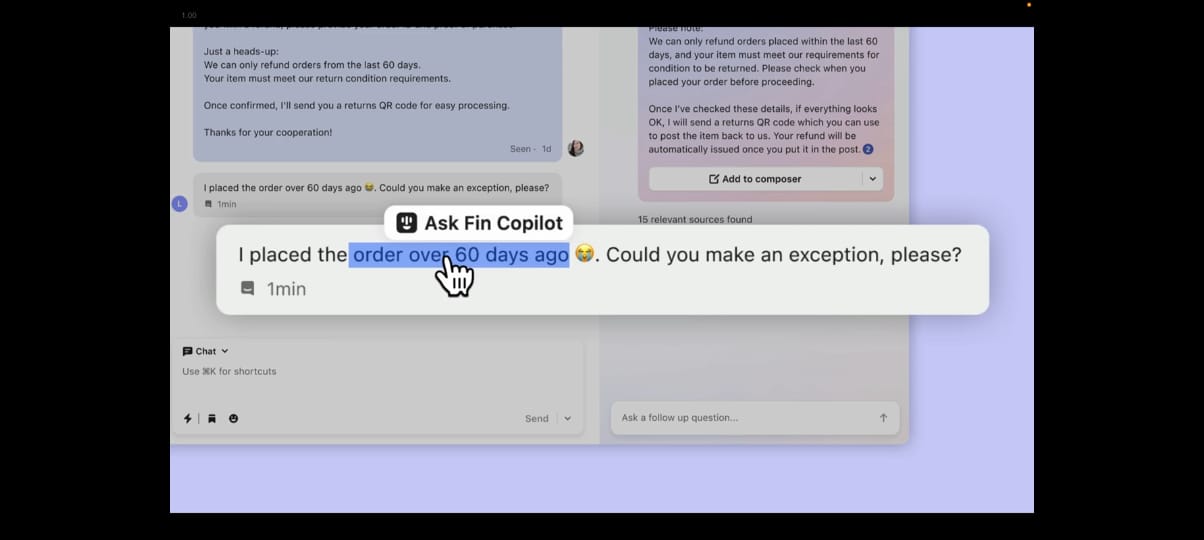 1.00
Just a heads-up:
We can only refund orders from the last 60 days.
Your item must meet our return condition requirements.
Once confirmed, I'll send you a returns QR code for easy processing.
Thanks for your cooperation!
Seen · 1d
L
I placed the order over 60 days ago 😭. Could you make an exception, please?
1min
Please note:
We can only refund orders placed within the last 60
days, and your item must meet our requirements for
condition to be returned. Please check when you
placed your order before proceeding.
Once I've checked these details, if everything looks
OK, I will send a returns QR code which you can use
to post the item back to us. Your refund will be
automatically issued once you put it in the post. 2
Add to composer
15 relevant sources found
Ask Fin Copilot
I placed the order over 60 days ago 😭. Could you make an exception, please?
1min
Chat
Use ⌘K for shortcuts
Send
Ask a follow up question...